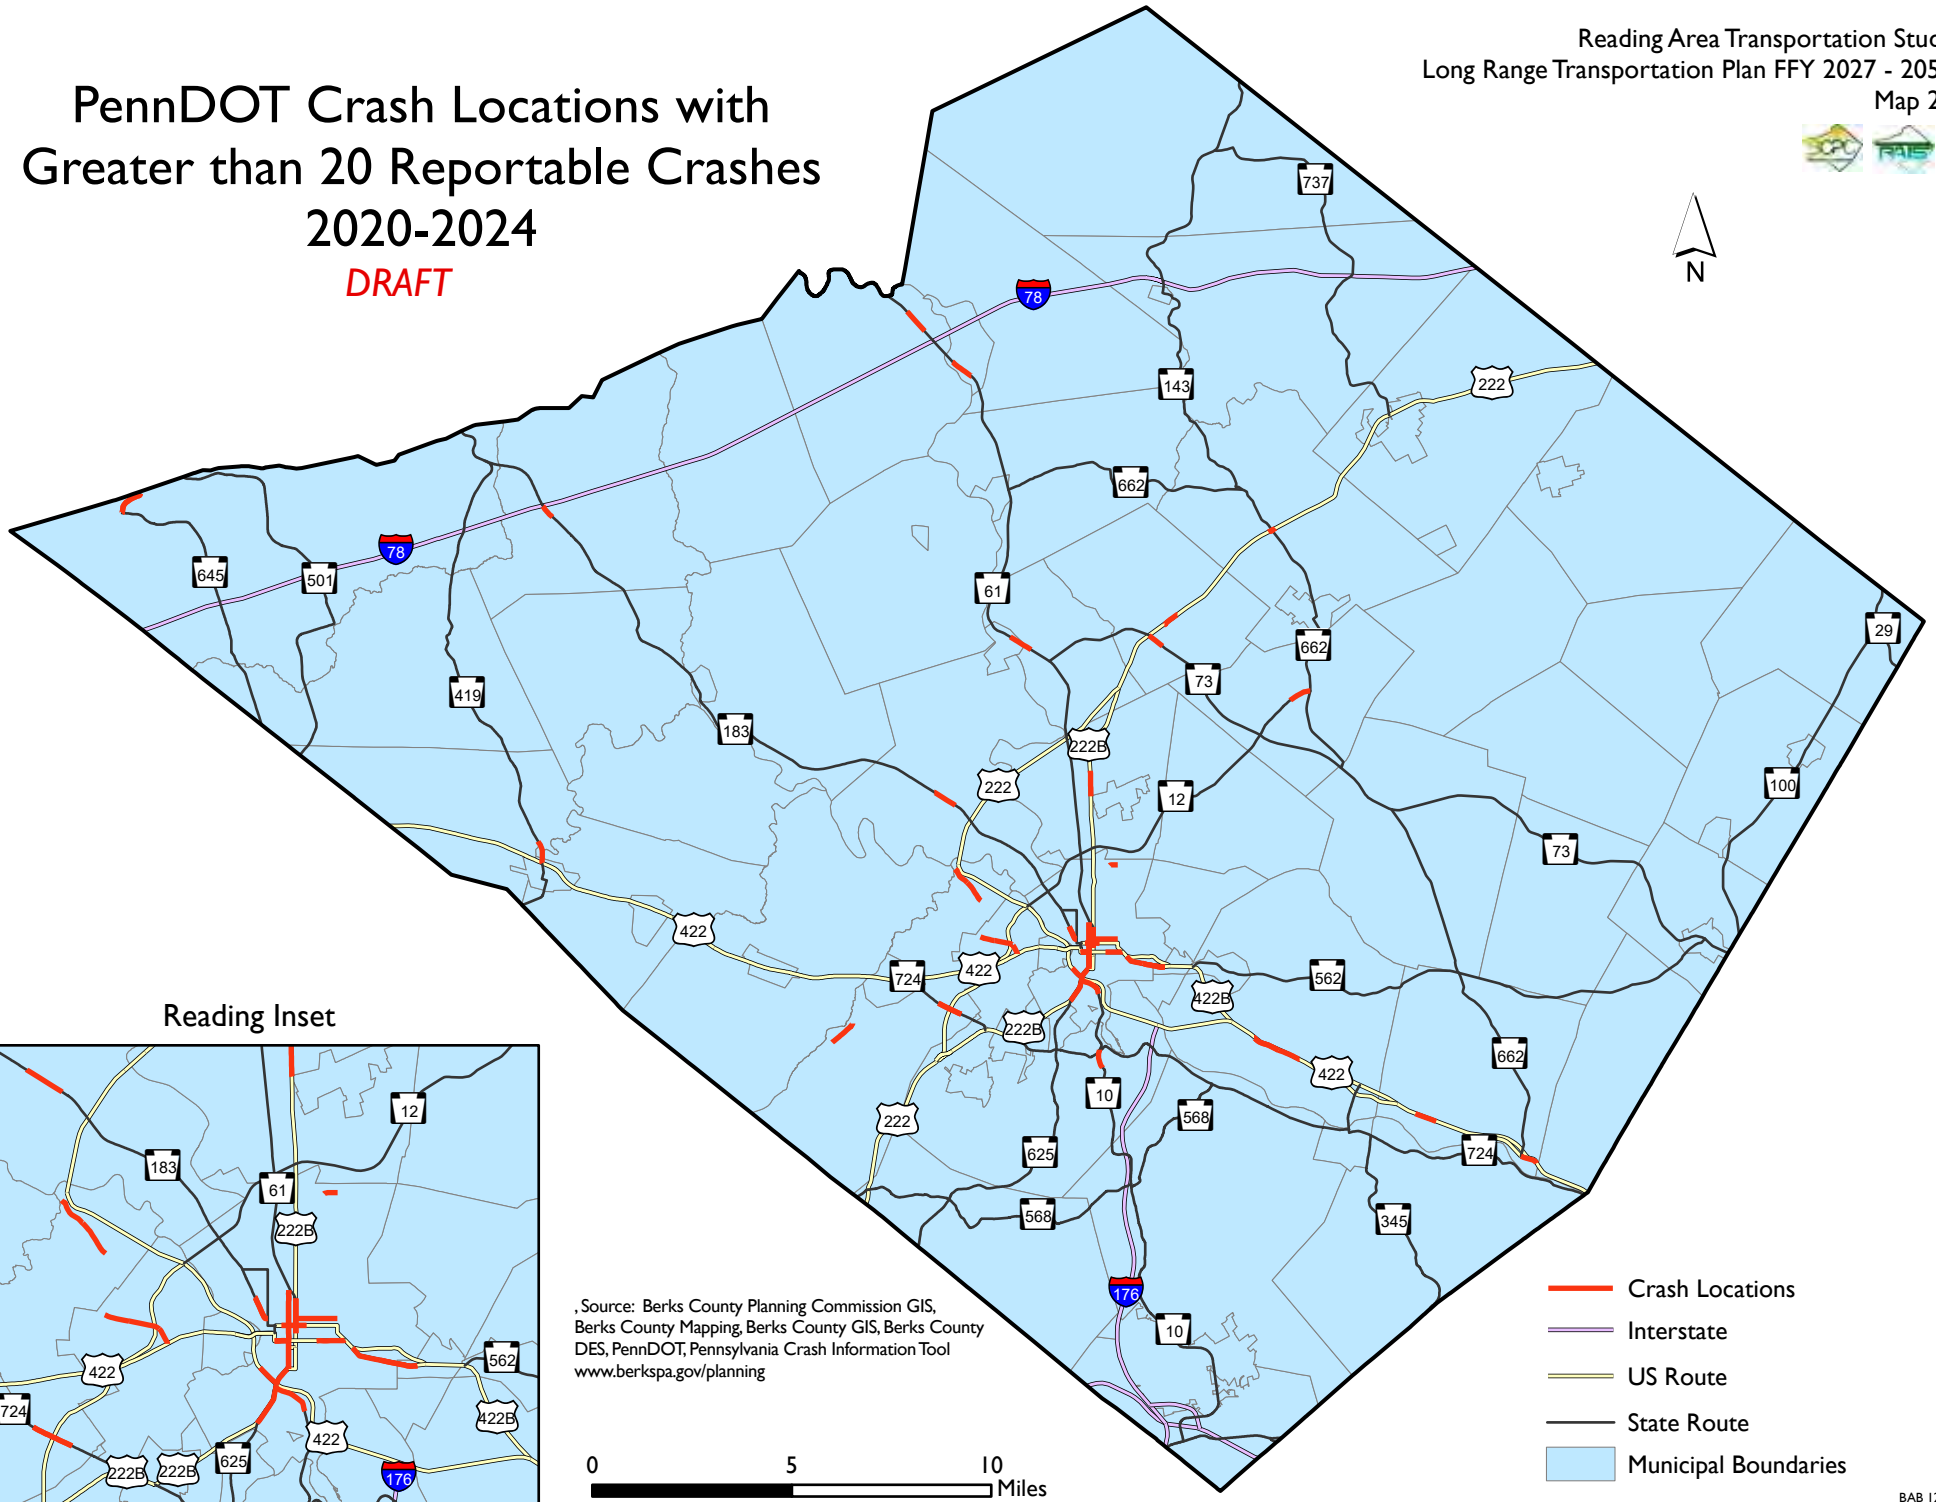 PennDOT Crash Locations with
Greater than 20 Reportable Crashes
2020-2024
DRAFT
Reading Area Transportation Stud
Long Range Transportation Plan FFY 2027 - 205
Map 2
RATS
N
737
78
222
143
662
78
645
501
61
29
662
419
73
183
222B
222
12
100
73
422
724
422
562
422B
222B
662
422
10
222
568
625
724
568
345
176
10
Reading Inset
12
183
61
222B
422
562
724
422B
422
625
222B
222B
176
, Source: Berks County Planning Commission GIS,
Berks County Mapping, Berks County GIS, Berks County
DES, PennDOT, Pennsylvania Crash Information Tool
www.berkspa.gov/planning
0 5 10
Miles
Crash Locations
Interstate
US Route
State Route
Municipal Boundaries
BAB 12